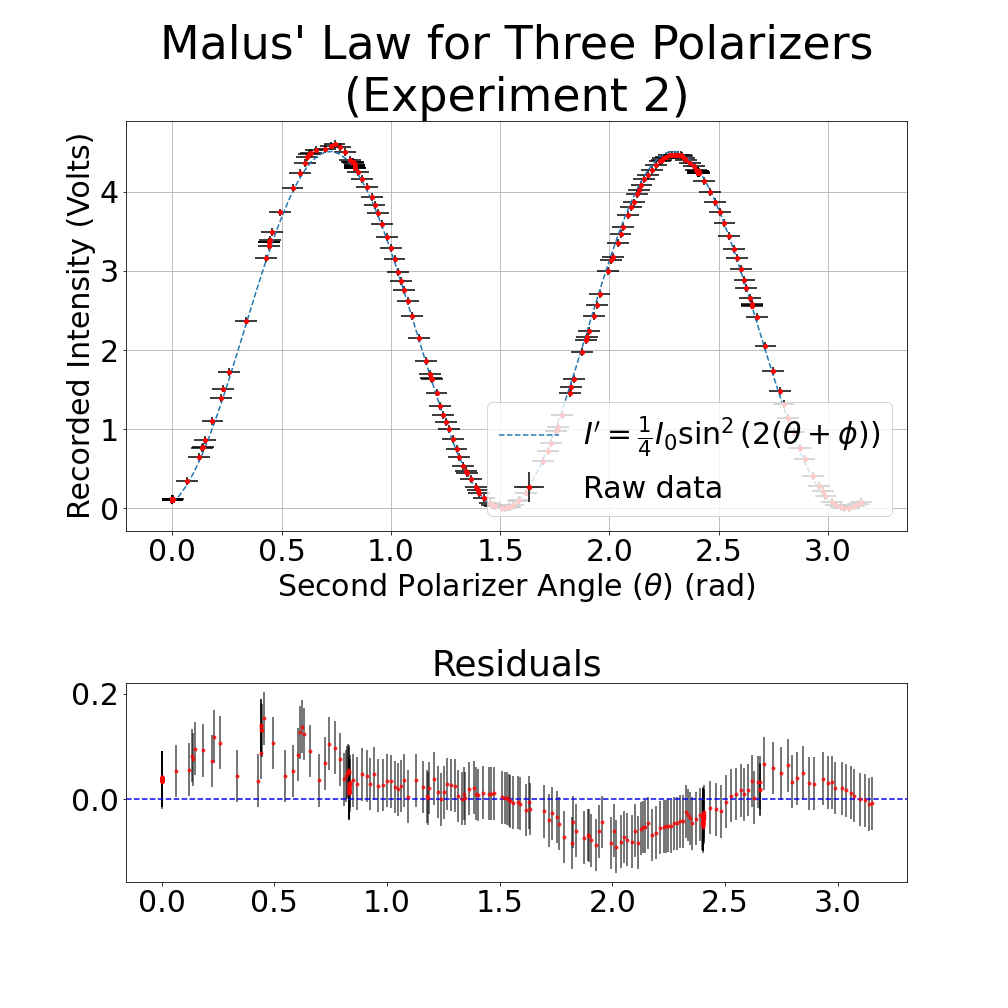 Malus' Law for Three Polarizers
(Experiment 2)
Recorded Intensity (Volts)
4
3
2
1
0
I′ = 1/4 I₀sin² (2(θ + ϕ))
Raw data
0.0 0.5 1.0 1.5 2.0 2.5 3.0
Second Polarizer Angle (θ) (rad)
Residuals
0.2
0.0
0.0 0.5 1.0 1.5 2.0 2.5 3.0